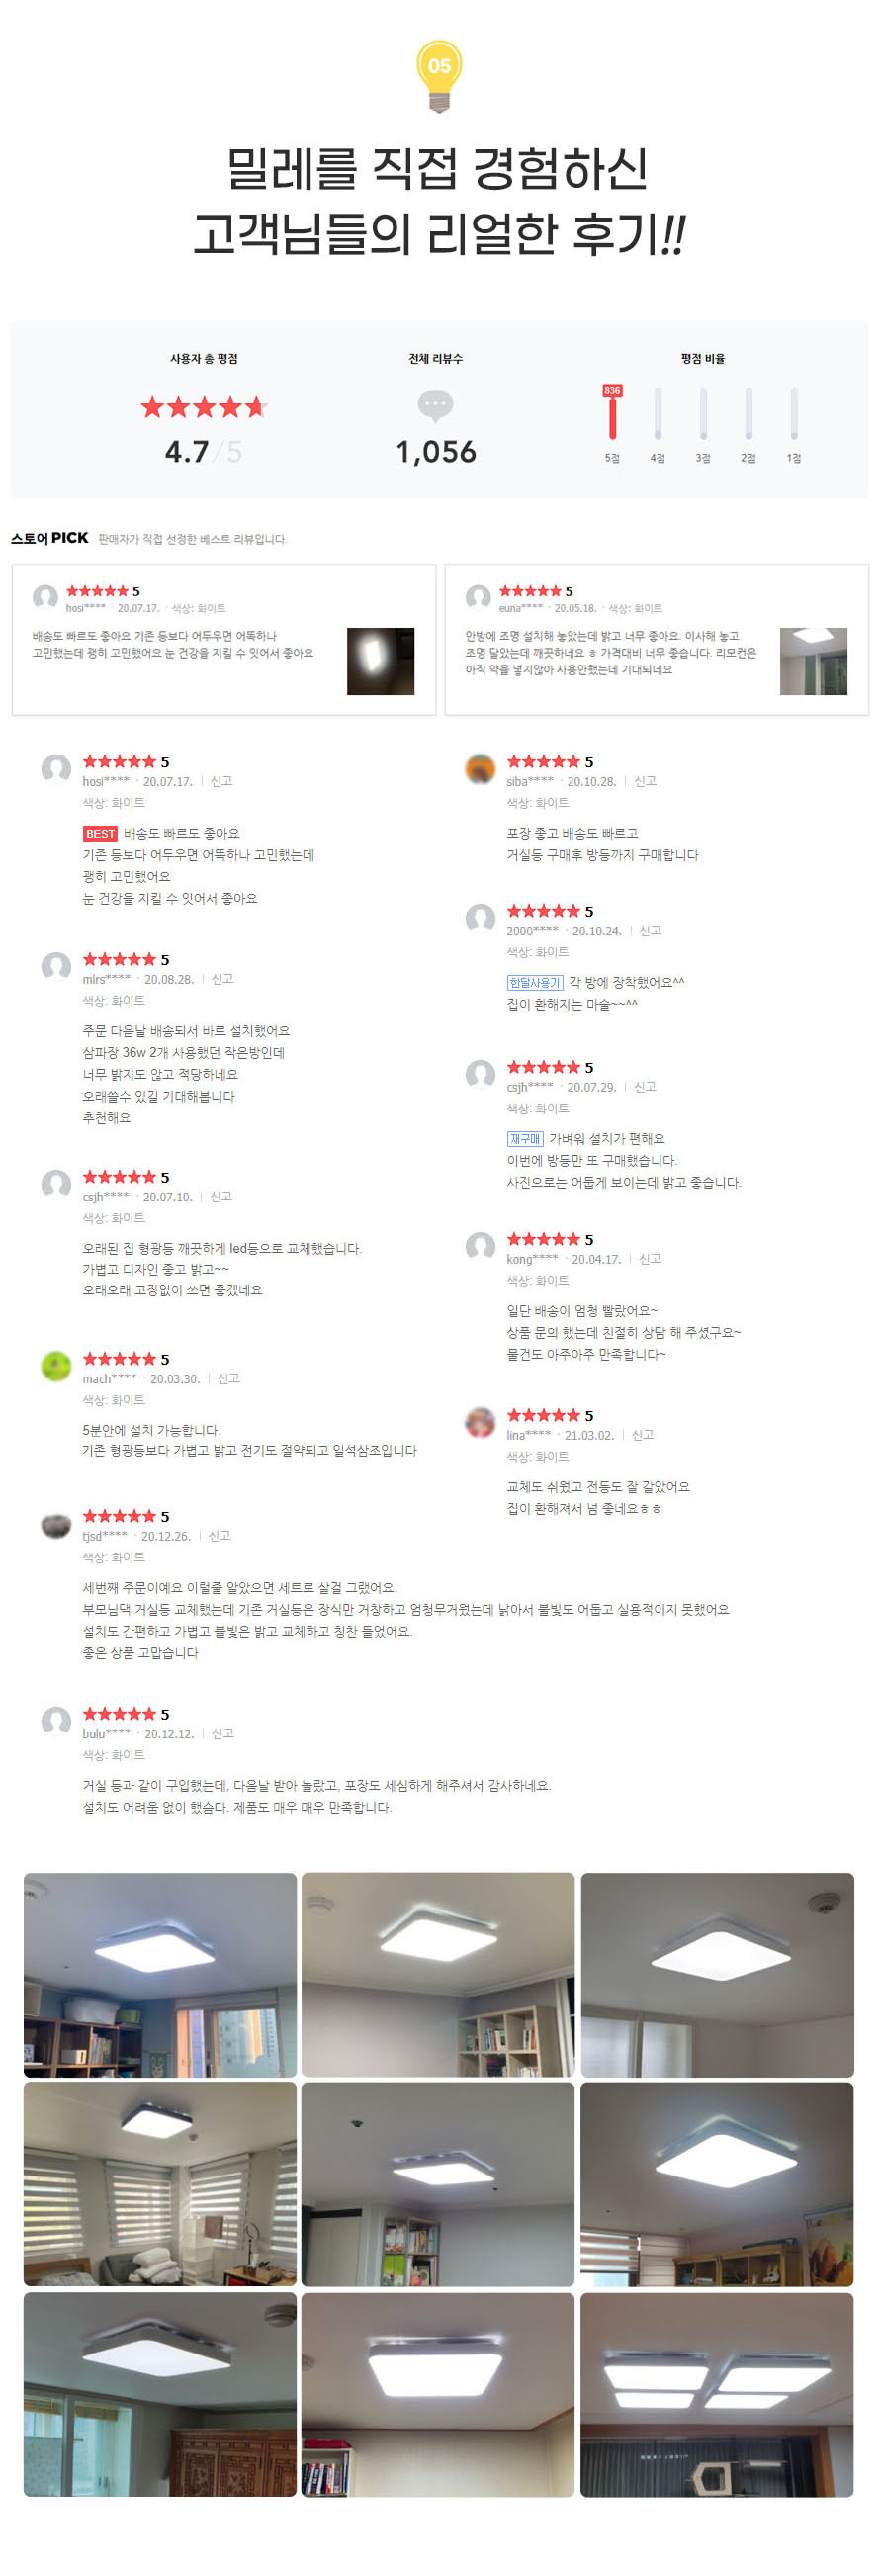 05
밀레를 직접 경험하신
고객님들의 리얼한 후기!!
사용자 총 평점
4.7/5
전체 리뷰수
1,056
평점 비율
836
5점 4점 3점 2점 1점
스토어PICK 판매자가 직접 선정한 베스트 리뷰입니다.
5
hosi**** · 20.07.17. · 색상: 화이트
배송도 빠르도 좋아요 기존 등보다 어두우면 어뚝하나
고민했는데 괭히 고민했어요 눈 건강을 지킬 수 잇어서 좋아요
5
euna**** · 20.05.18. · 색상: 화이트
안방에 조명 설치해 놓았는데 밝고 너무 좋아요. 이사해 놓고
조명 달았는데 깨끗하네요 ㅎ 가격대비 너무 좋습니다. 리모컨은
아직 약을 넣지않아 사용안했는데 기대되네요
5
hosi**** · 20.07.17. | 신고
색상: 화이트
BEST 배송도 빠르도 좋아요
기존 등보다 어두우면 어뚝하나 고민했는데
괭히 고민했어요
눈 건강을 지킬 수 잇어서 좋아요
5
mlrs**** · 20.08.28. | 신고
색상: 화이트
주문 다음날 배송되서 바로 설치했어요
삼파장 36w 2개 사용했던 작은방인데
너무 밝지도 않고 적당하네요
오래쓸수 있길 기대해봅니다
추천해요
5
csjh**** · 20.07.10. | 신고
색상: 화이트
오래된 집 형광등 깨끗하게 led등으로 교체했습니다.
가볍고 디자인 좋고 밝고~~
오래오래 고장없이 쓰면 좋겠네요
5
mach**** · 20.03.30. | 신고
색상: 화이트
5분안에 설치 가능합니다.
기존 형광등보다 가볍고 밝고 전기도 절약되고 일석삼조입니다
5
siba**** · 20.10.28. | 신고
색상: 화이트
포장 좋고 배송도 빠르고
거실등 구매후 방등까지 구매합니다
5
2000**** · 20.10.24. | 신고
색상: 화이트
한달사용기 각 방에 장착했어요^^
집이 환해지는 마술~~^^
5
csjh**** · 20.07.29. | 신고
색상: 화이트
재구매 가벼워 설치가 편해요
이번에 방등만 또 구매했습니다.
사진으로는 어둡게 보이는데 밝고 좋습니다.
5
kong**** · 20.04.17. | 신고
색상: 화이트
일단 배송이 엄청 빨랐어요~
상품 문의 했는데 친절히 상담 해 주셨구요~
물건도 아주아주 만족합니다~
5
lina**** · 21.03.02. | 신고
색상: 화이트
교체도 쉬웠고 전등도 잘 갈았어요
집이 환해져서 넘 좋네요ㅎㅎ
5
tjsd**** · 20.12.26. | 신고
색상: 화이트
세번째 주문이예요 이럴줄 알았으면 세트로 살걸 그랬어요.
부모님댁 거실등 교체했는데 기존 거실등은 장식만 거창하고 엄청무거웠는데 낡아서 불빛도 어둡고 실용적이지 못했어요
설치도 간편하고 가볍고 불빛은 밝고 교체하고 칭찬 들었어요.
좋은 상품 고맙습니다
5
bulu**** · 20.12.12. | 신고
색상: 화이트
거실 등과 같이 구입했는데, 다음날 받아 놀랐고, 포장도 세심하게 해주셔서 감사하네요.
설치도 어려움 없이 했슴다. 제품도 매우 매우 만족합니다.